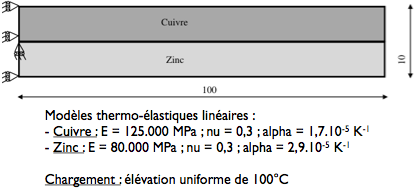 Cuivre
Zinc
10
100
Modèles thermo-élastiques linéaires :
- Cuivre : E = 125.000 MPa ; nu = 0,3 ; alpha = 1,7.10-5 K-1
- Zinc : E = 80.000 MPa ; nu = 0,3 ; alpha = 2,9.10-5 K-1
Chargement : élévation uniforme de 100°C